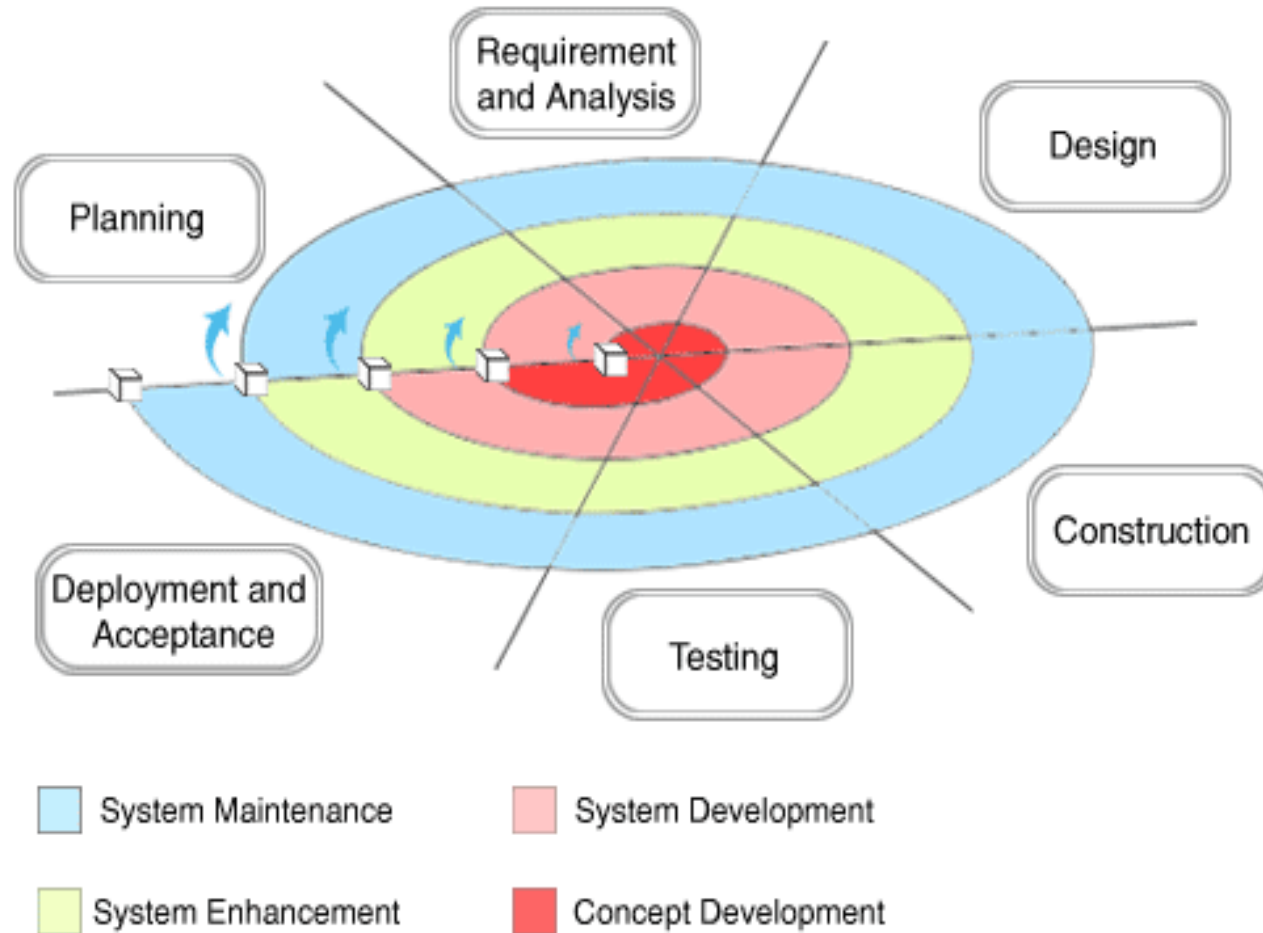 Requirement
and Analysis
Design
Planning
Construction
Deployment and
Acceptance
Testing
System Maintenance
System Development
System Enhancement
Concept Development